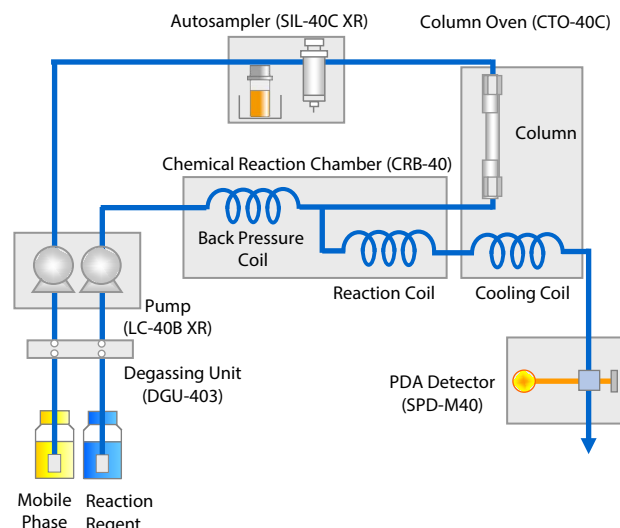 Autosampler (SIL-40C XR)
Column Oven (CTO-40C)
Column
Chemical Reaction Chamber (CRB-40)
Back Pressure
Coil
Reaction Coil
Cooling Coil
Pump
(LC-40B XR)
Degassing Unit
(DGU-403)
PDA Detector
(SPD-M40)
Mobile
Phase
Reaction
Regent